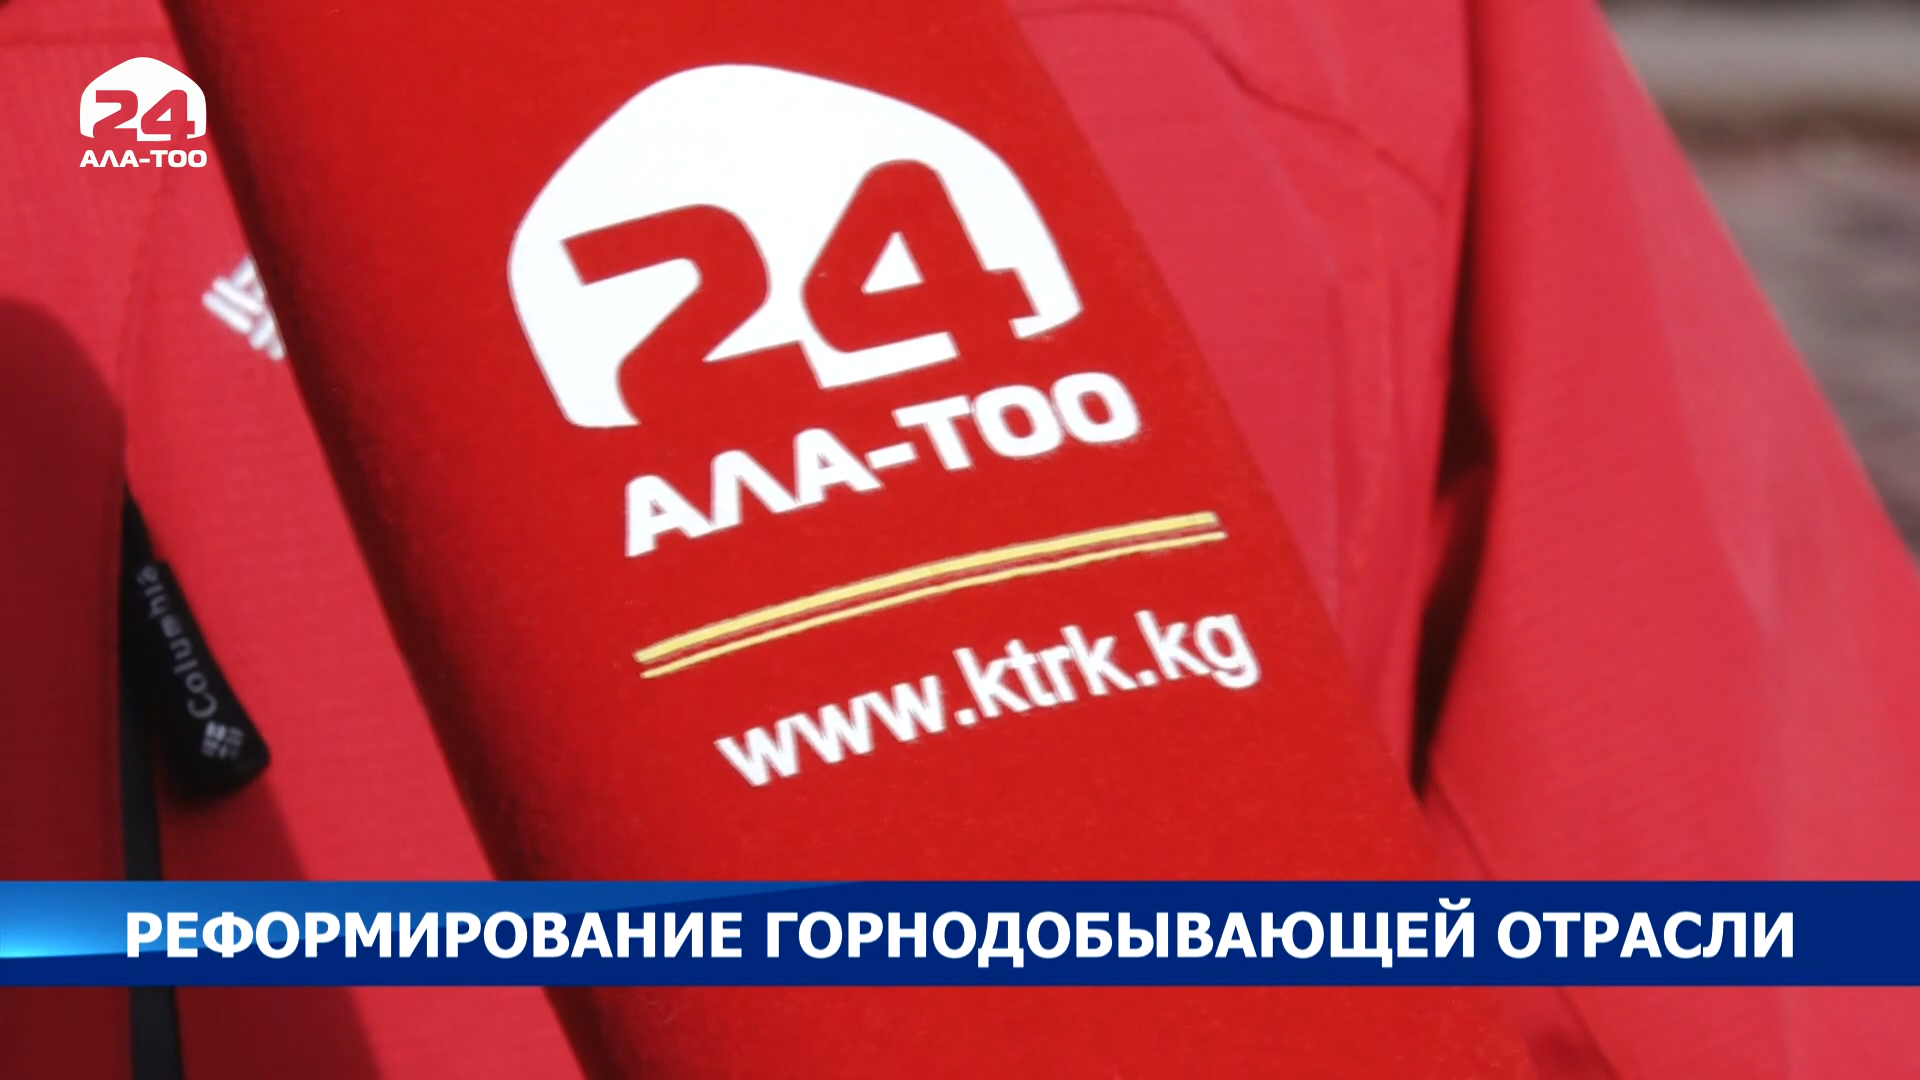 24
АЛА-ТОО
24
АЛА-ТОО
www.ktrk.kg
Columbia
РЕФОРМИРОВАНИЕ ГОРНОДОБЫВАЮЩЕЙ ОТРАСЛИ